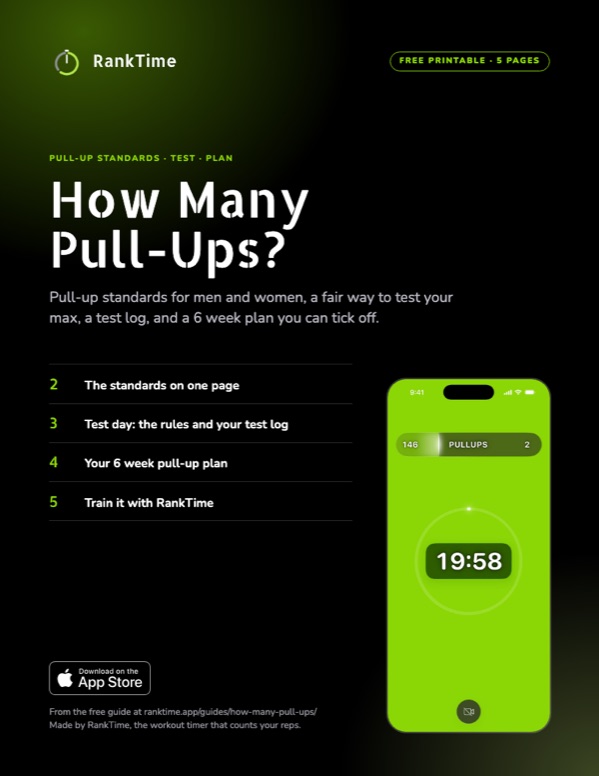 RankTime
FREE PRINTABLE · 5 PAGES
PULL-UP STANDARDS · TEST · PLAN
How Many
Pull-Ups?
Pull-up standards for men and women, a fair way to test your
max, a test log, and a 6 week plan you can tick off.
2 The standards on one page
3 Test day: the rules and your test log
4 Your 6 week pull-up plan
5 Train it with RankTime
9:41
146 PULLUPS 2
19:58
Download on the
App Store
From the free guide at ranktime.app/guides/how-many-pull-ups/
Made by RankTime, the workout timer that counts your reps.